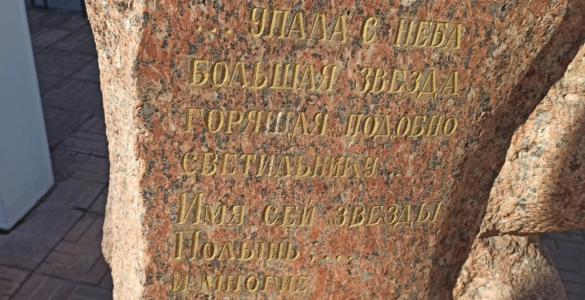 ... УПАЛА С НЕБА
БОЛЬШАЯ ЗВЕЗДА
ГОРЯЩАЯ ПОДОБНО
СВЕТИЛЬНИКУ...
ИМЯ СЕЙ ЗВЕЗДЫ
ПОЛЫНЬ;...
И МНОГИЕ